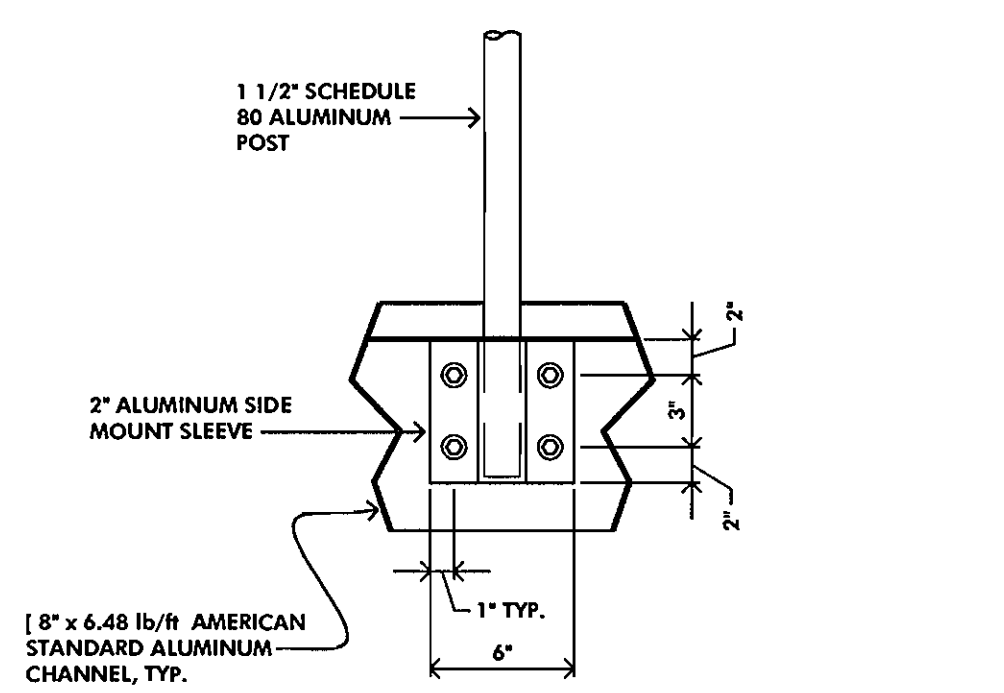 1 1/2" SCHEDULE
80 ALUMINUM
POST
2"
3"
2"
2" ALUMINUM SIDE
MOUNT SLEEVE
1" TYP.
6"
[ 8" x 6.48 lb/ft AMERICAN
STANDARD ALUMINUM
CHANNEL, TYP.